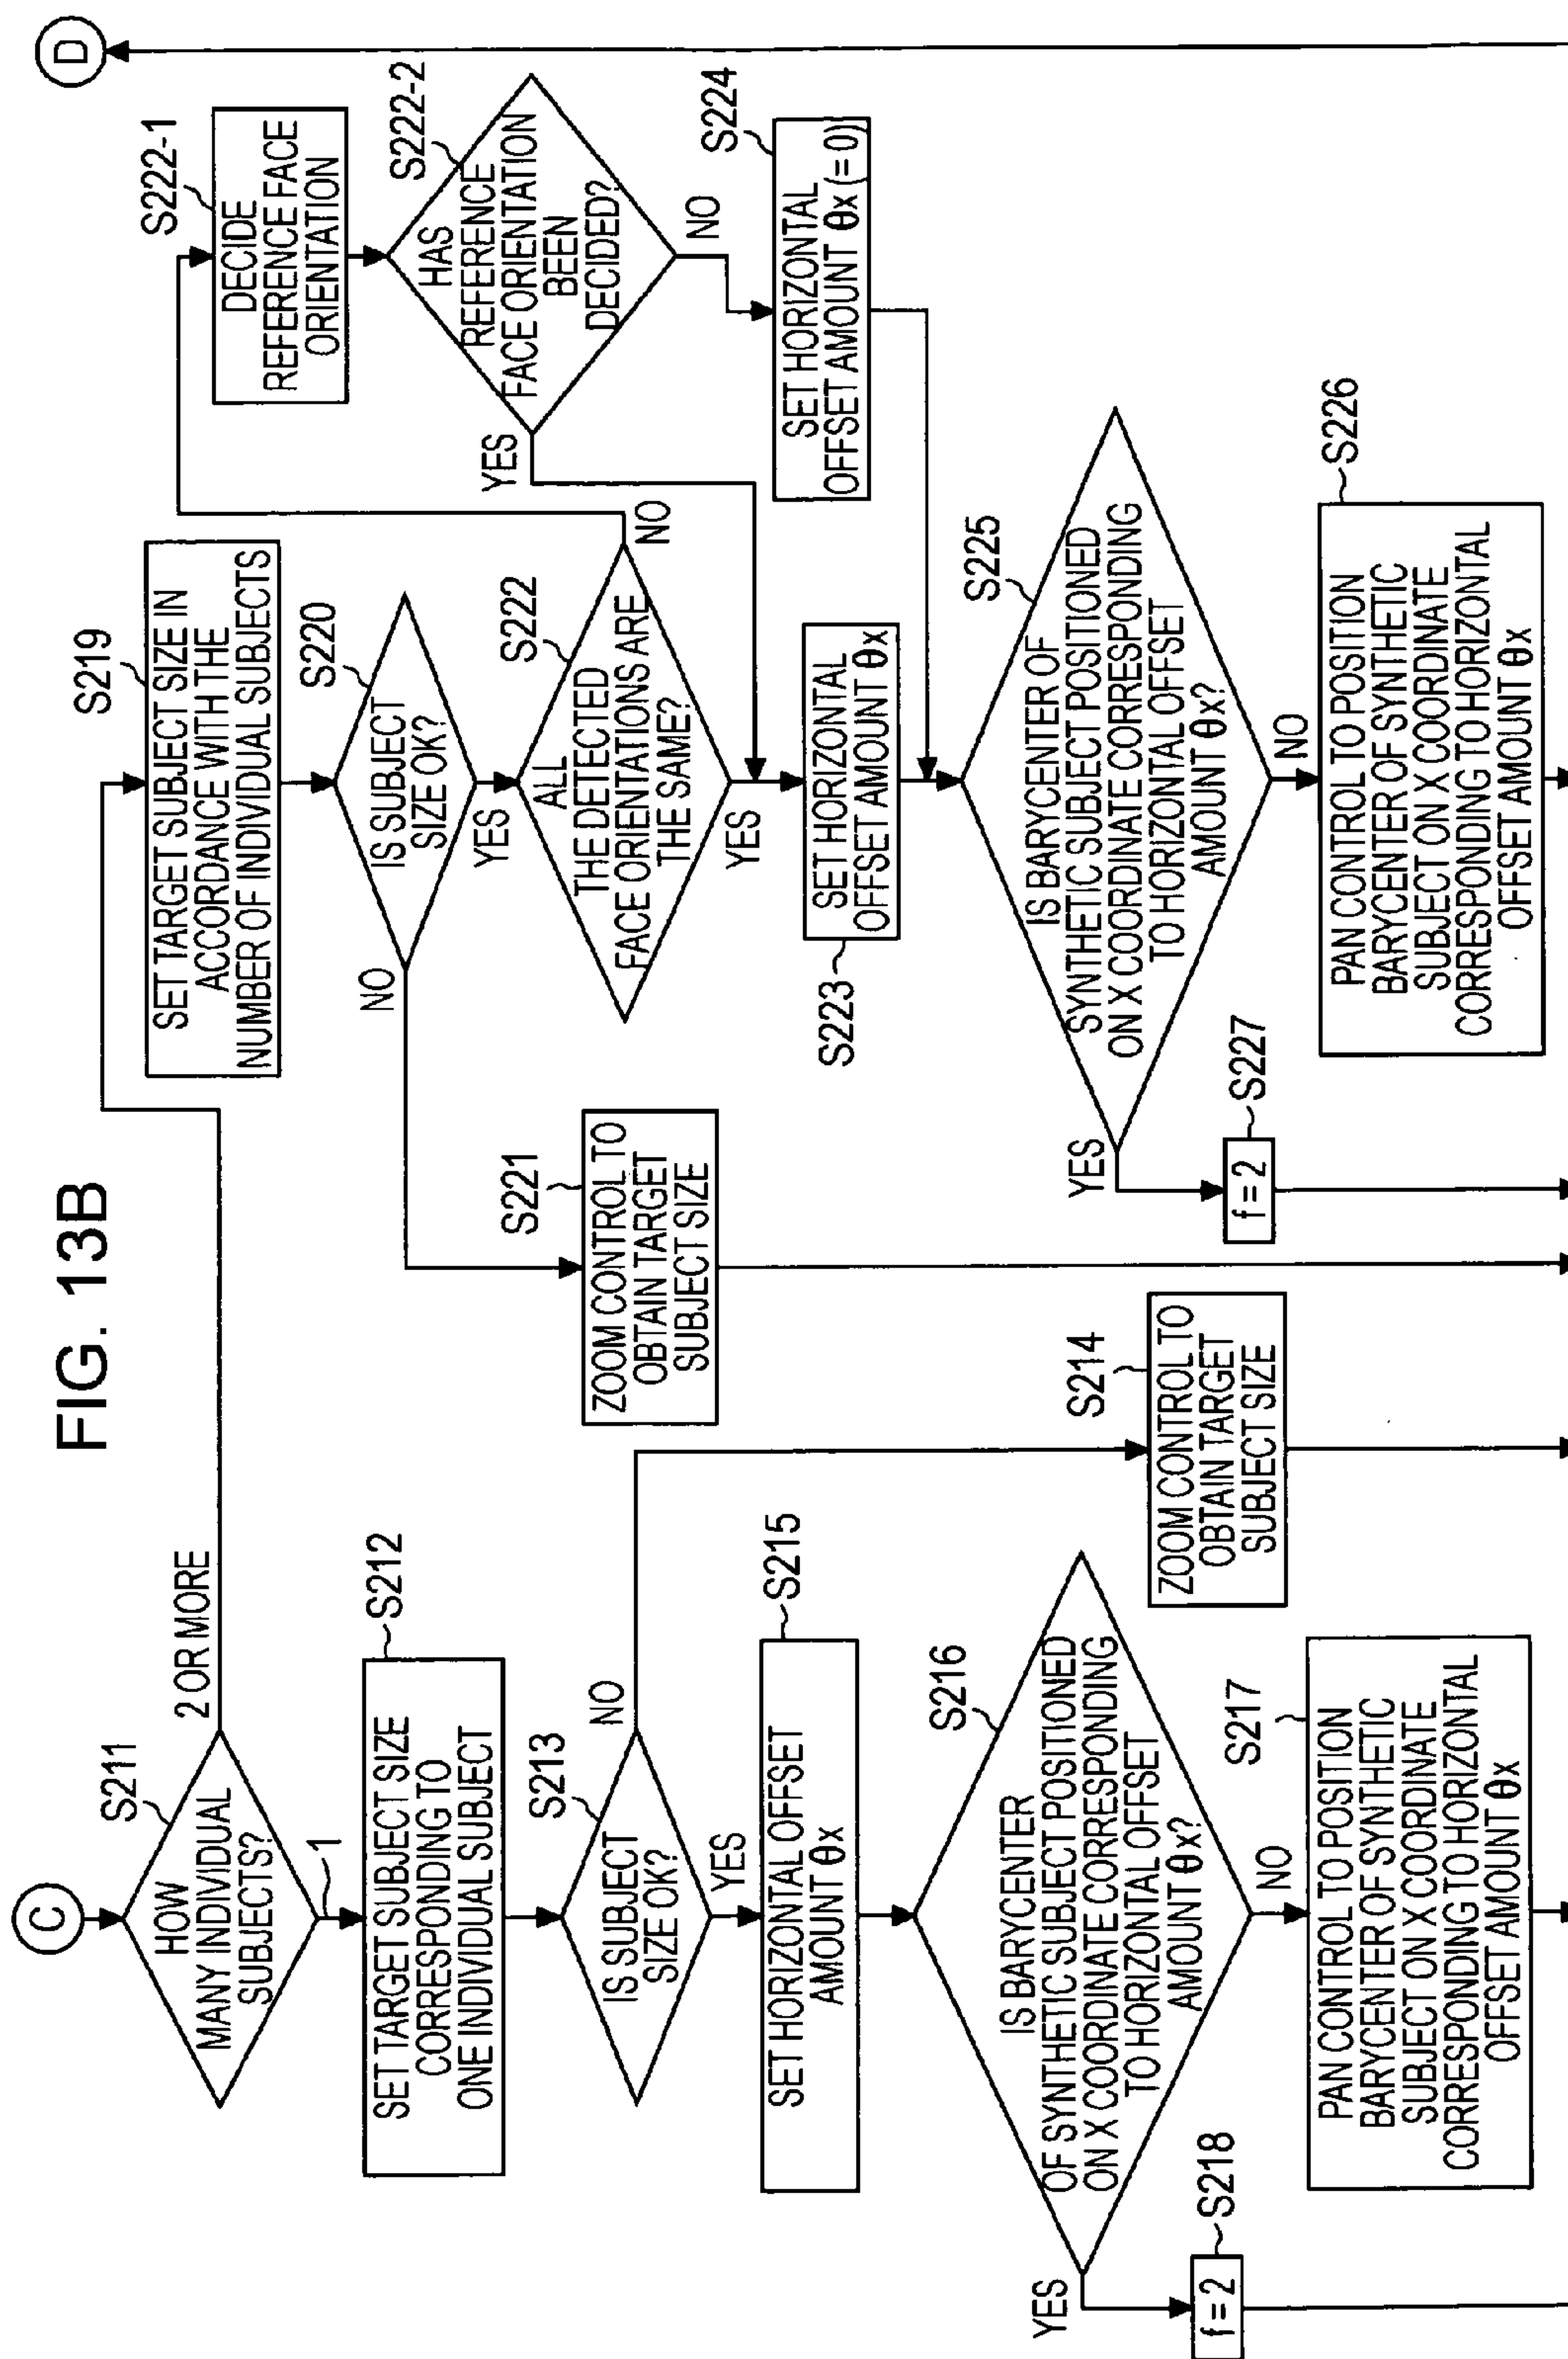 FIG. 13B
C
S211
HOW
MANY INDIVIDUAL
SUBJECTS?
2 OR MORE
1
S212
SET TARGET SUBJECT SIZE
CORRESPONDING TO
ONE INDIVIDUAL SUBJECT
S213
IS SUBJECT
SIZE OK?
NO
YES
S214
ZOOM CONTROL TO
OBTAIN TARGET
SUBJECT SIZE
S215
SET HORIZONTAL OFFSET
AMOUNT θx
S216
IS BARYCENTER
OF SYNTHETIC SUBJECT POSITIONED
ON X COORDINATE CORRESPONDING
TO HORIZONTAL OFFSET
AMOUNT θx?
YES
NO
S218
f = 2
S217
PAN CONTROL TO POSITION
BARYCENTER OF SYNTHETIC
SUBJECT ON X COORDINATE
CORRESPONDING TO HORIZONTAL
OFFSET AMOUNT θx
S219
SET TARGET SUBJECT SIZE IN
ACCORDANCE WITH THE
NUMBER OF INDIVIDUAL SUBJECTS
S220
IS SUBJECT
SIZE OK?
NO
YES
S221
ZOOM CONTROL TO
OBTAIN TARGET
SUBJECT SIZE
S222
ALL
THE DETECTED
FACE ORIENTATIONS ARE
THE SAME?
NO
YES
S222-1
DECIDE
REFERENCE FACE
ORIENTATION
S222-2
HAS
REFERENCE
FACE ORIENTATION
BEEN
DECIDED?
YES
NO
S223
SET HORIZONTAL
OFFSET AMOUNT θx
S224
SET HORIZONTAL
OFFSET AMOUNT θx (= 0)
S225
IS BARYCENTER OF
SYNTHETIC SUBJECT POSITIONED
ON X COORDINATE CORRESPONDING
TO HORIZONTAL OFFSET
AMOUNT θx?
YES
NO
S227
f = 2
S226
PAN CONTROL TO POSITION
BARYCENTER OF SYNTHETIC
SUBJECT ON X COORDINATE
CORRESPONDING TO HORIZONTAL
OFFSET AMOUNT θx
D